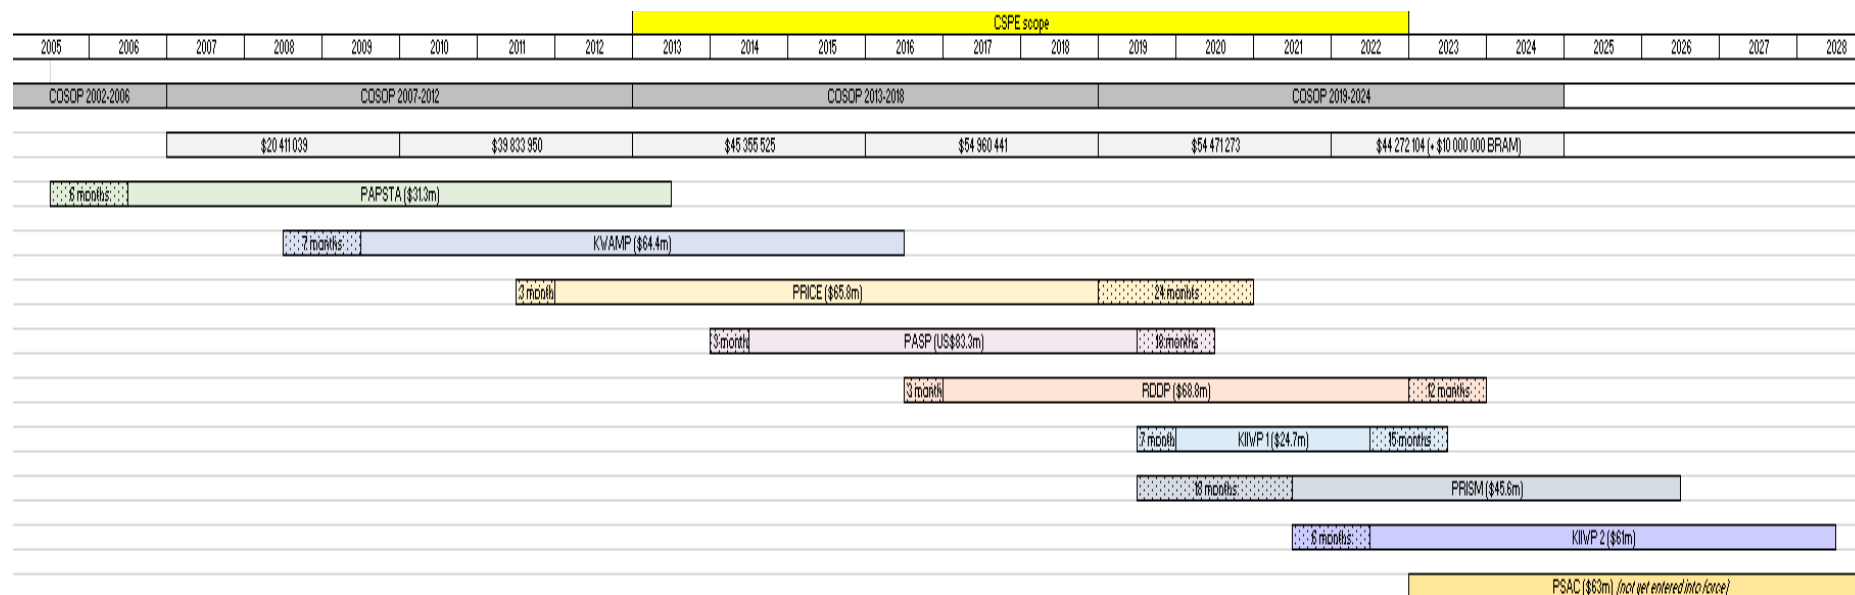 CSPE scope
2005 2006 2007 2008 2009 2010 2011 2012 2013 2014 2015 2016 2017 2018 2019 2020 2021 2022 2023 2024 2025 2026 2027 2028
COSOP 2002-2006 COSOP 2007-2012 COSOP 2013-2018 COSOP 2019-2024
$20 411 039 $39 833 950 $45 355 525 $54 960 441 $54 471 273 $44 272 104 (+ $10 000 000 BRAM)
6 months PAPSTA ($31.3m)
7 months KWAMP ($64.4m)
3 month PRICE ($65.8m) 24 months
3 month PASP (US$83.3m) 18 months
3 month RDDP ($68.8m) 12 months
7 month KIIWP 1 ($24.7m) 15 months
18 months PRISM ($45.6m)
6 months KIIWP 2 ($61m)
PSAC ($63m) (not yet entered into force)